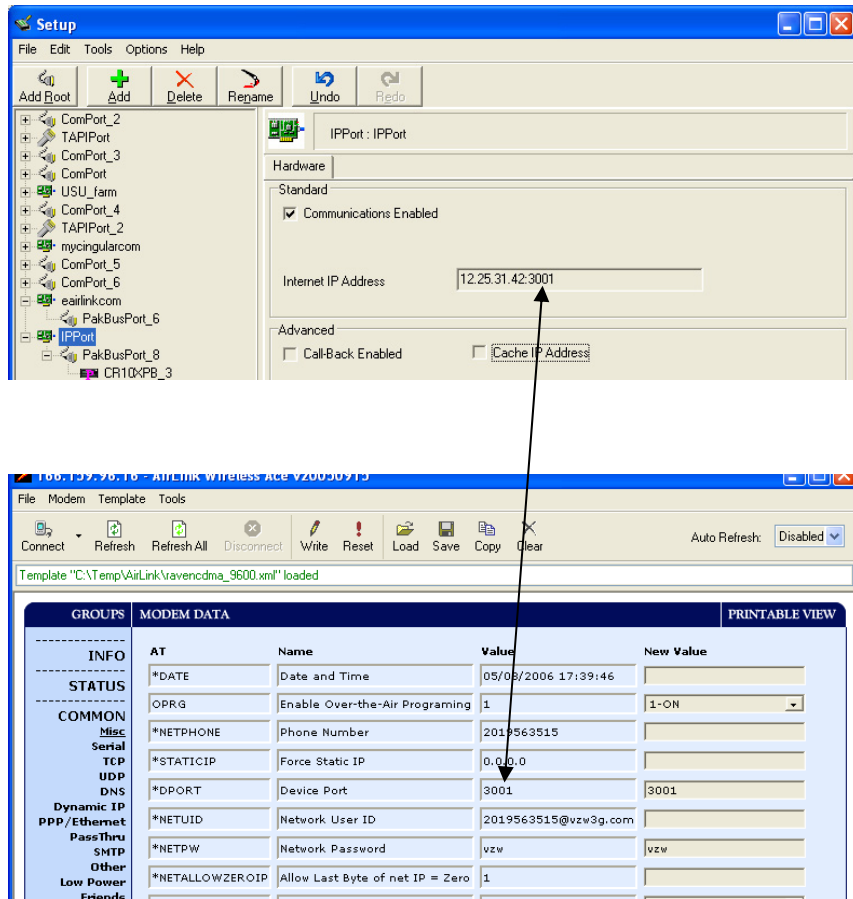 Setup
File Edit Tools Options Help
Add Root Add Delete Rename Undo Redo
ComPort_2
TAPIPort
ComPort_3
ComPort
USU_farm
ComPort_4
TAPIPort_2
mycingularcom
ComPort_5
ComPort_6
eairlinkcom
PakBusPort_6
IPPort
PakBusPort_8
CR10XPB_3
IPPort : IPPort
Hardware
Standard
Communications Enabled
Internet IP Address 12.25.31.42:3001
Advanced
Call-Back Enabled Cache IP Address
166.159.96.16 - AirLink Wireless Ace v20050915
File Modem Template Tools
Connect Refresh Refresh All Disconnect Write Reset Load Save Copy Clear Auto Refresh: Disabled
Template "C:\Temp\AirLink\ravencdma_9600.xml" loaded
GROUPS MODEM DATA PRINTABLE VIEW
INFO
STATUS
COMMON
Misc
Serial
TCP
UDP
DNS
Dynamic IP
PPP/Ethernet
PassThru
SMTP
Other
Low Power
Friends
AT Name Value New Value
*DATE Date and Time 05/08/2006 17:39:46
OPRG Enable Over-the-Air Programing 1 1-ON
*NETPHONE Phone Number 2019563515
*STATICIP Force Static IP 0.0.0.0
*DPORT Device Port 3001 3001
*NETUID Network User ID 2019563515@vzw3g.com
*NETPW Network Password vzw vzw
*NETALLOWZEROIP Allow Last Byte of net IP = Zero 1